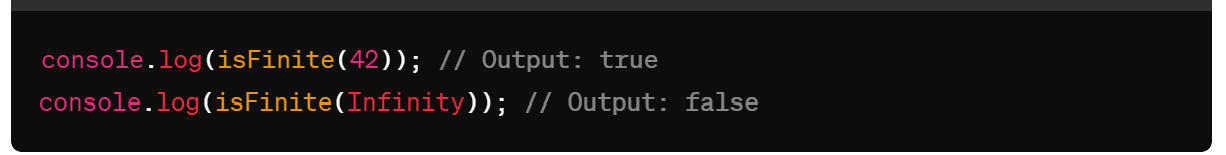 console.log(isFinite(42)); // Output: true
console.log(isFinite(Infinity)); // Output: false